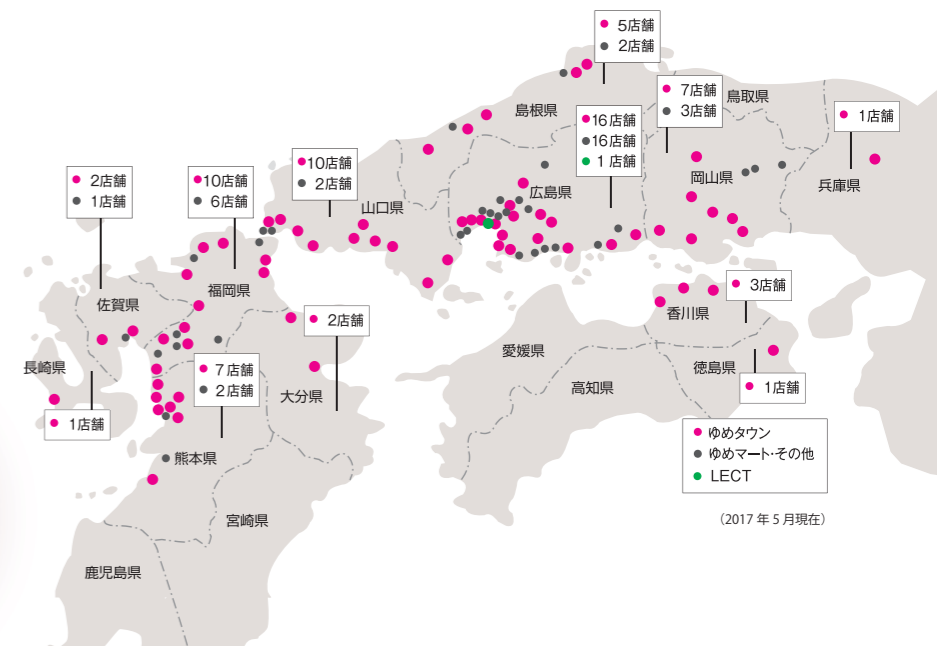 5店舗
2店舗
島根県
7店舗
3店舗
鳥取県
1店舗
兵庫県
16店舗
16店舗
1店舗
広島県
岡山県
10店舗
2店舗
山口県
2店舗
1店舗
佐賀県
10店舗
6店舗
福岡県
3店舗
香川県
2店舗
大分県
愛媛県
高知県
徳島県
1店舗
長崎県
1店舗
7店舗
2店舗
熊本県
宮崎県
鹿児島県
ゆめタウン
ゆめマート・その他
LECT
（2017年5月現在）